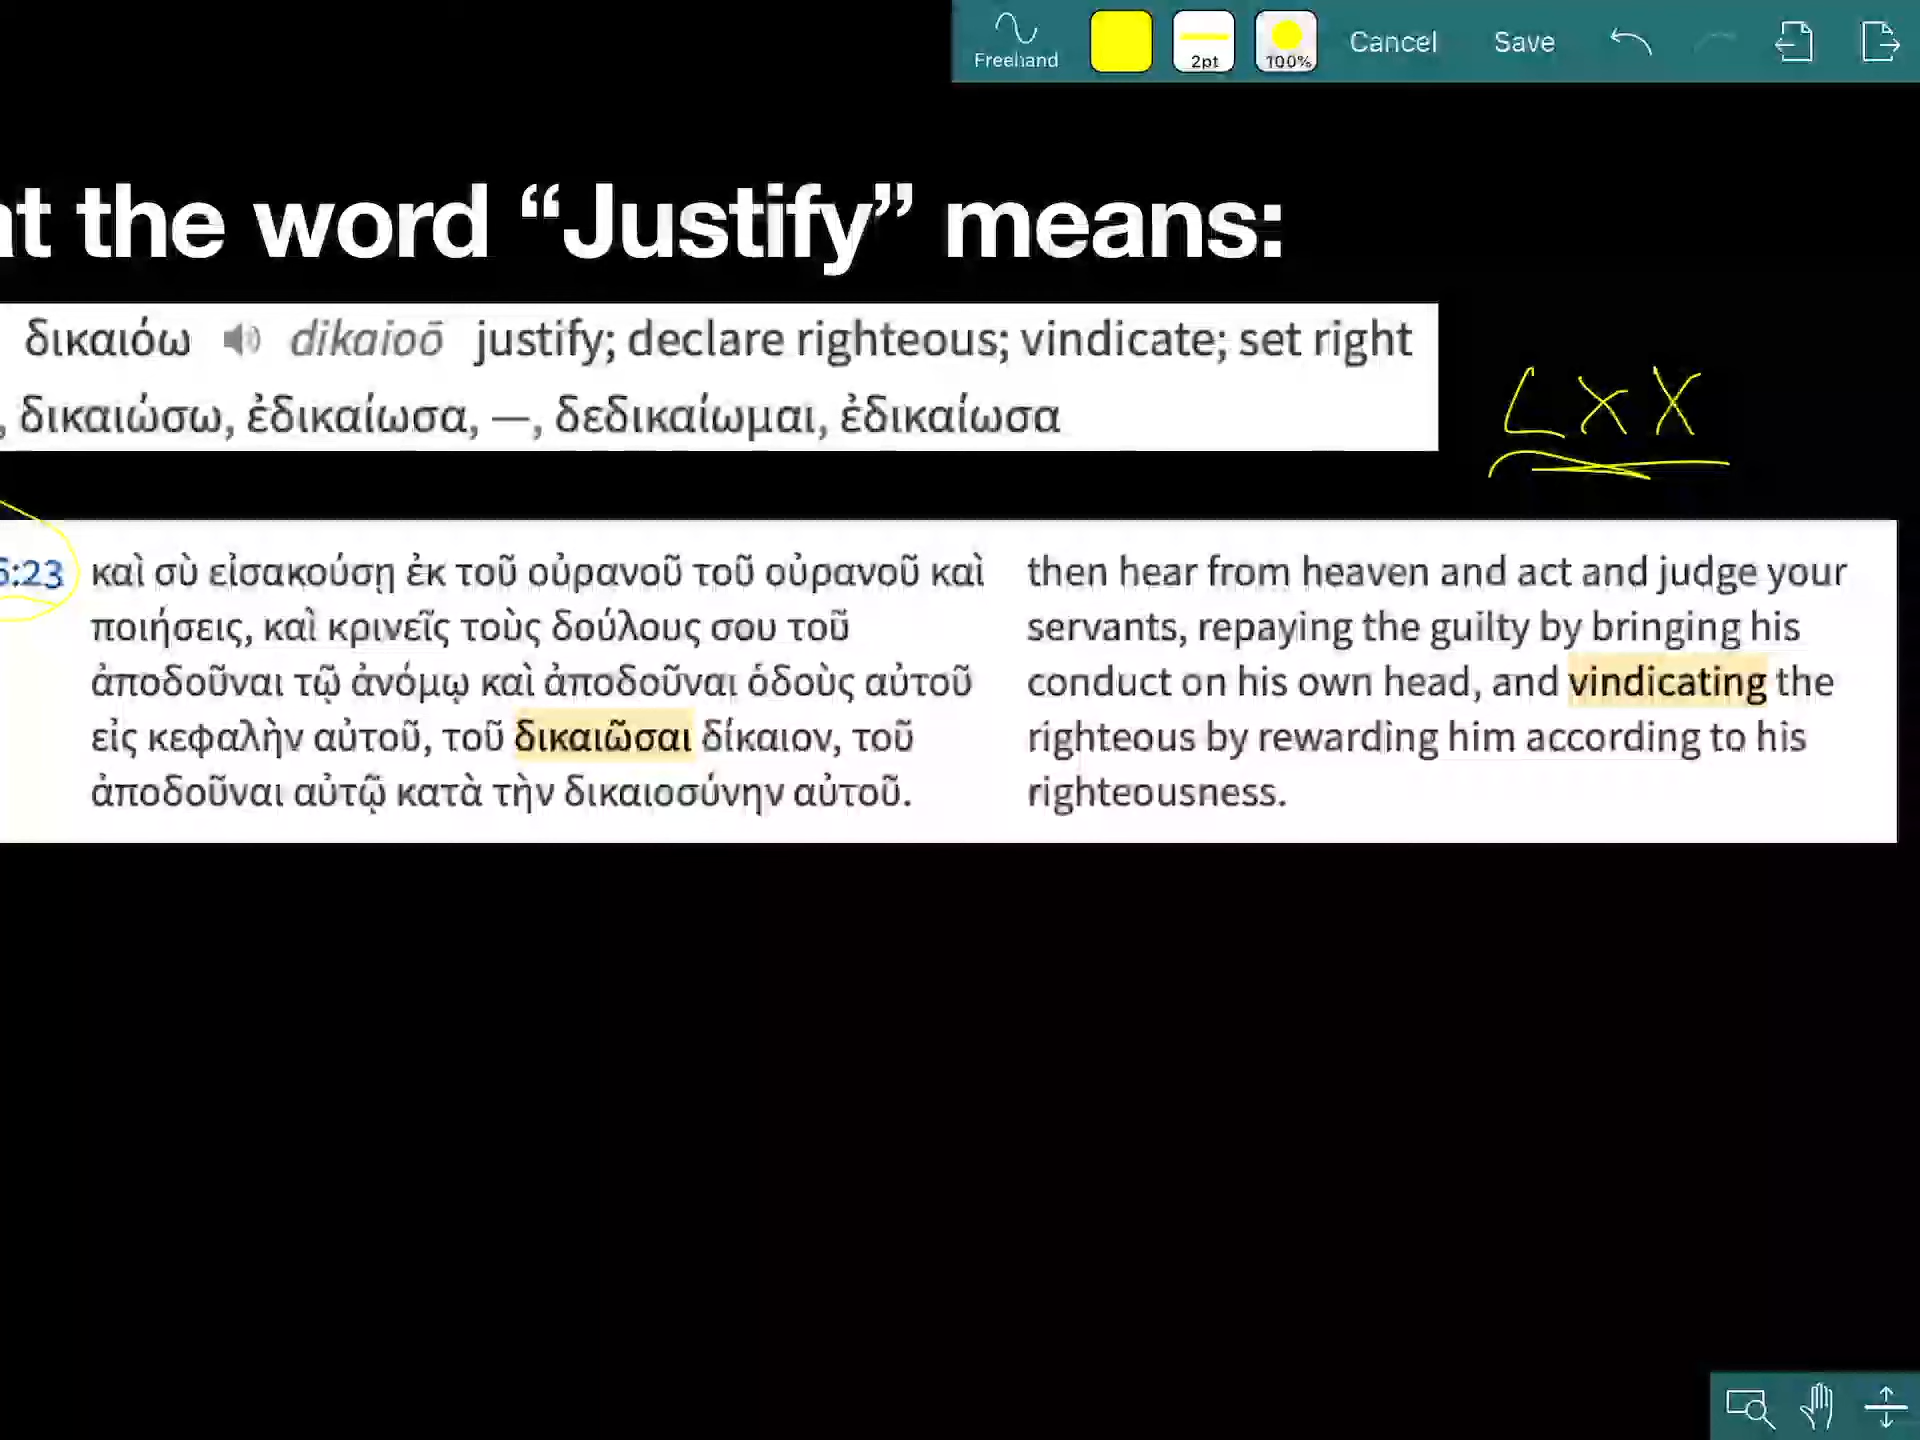 Freehand 2pt 100% Cancel Save
at the word “Justify” means:
δικαιόω dikaioō justify; declare righteous; vindicate; set right
, δικαιώσω, ἐδικαίωσα, —, δεδικαίωμαι, ἐδικαίωσα
LXX
6:23
καὶ σὺ εἰσακούσῃ ἐκ τοῦ οὐρανοῦ τοῦ οὐρανοῦ καὶ
ποιήσεις, καὶ κρινεῖς τοὺς δούλους σου τοῦ
ἀποδοῦναι τῷ ἀνόμῳ καὶ ἀποδοῦναι ὁδοὺς αὐτοῦ
εἰς κεφαλὴν αὐτοῦ, τοῦ δικαιῶσαι δίκαιον, τοῦ
ἀποδοῦναι αὐτῷ κατὰ τὴν δικαιοσύνην αὐτοῦ.
then hear from heaven and act and judge your
servants, repaying the guilty by bringing his
conduct on his own head, and vindicating the
righteous by rewarding him according to his
righteousness.